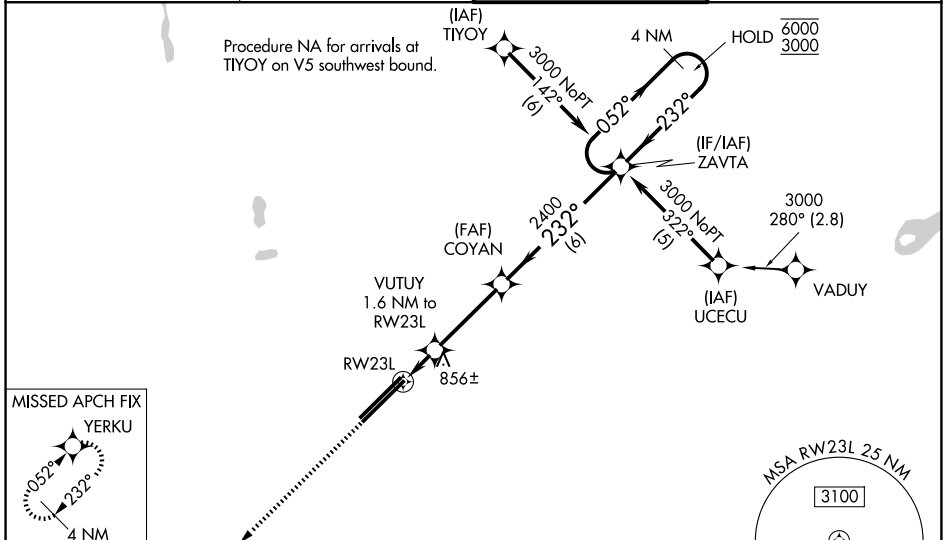 (IAF)
TIYOY
Procedure NA for arrivals at
TIYOY on V5 southwest bound.
4 NM
HOLD
6000
3000
3000 NoPT
142°
(6)
052°
232°
(IF/IAF)
ZAVTA
2400
232°
(6)
3000 NoPT
322°
(5)
3000
280° (2.8)
(FAF)
COYAN
VADUY
(IAF)
UCECU
VUTUY
1.6 NM to
RW23L
RW23L
856±
MISSED APCH FIX
YERKU
052°
232°
4 NM
MSA RW23L 25 NM
3100